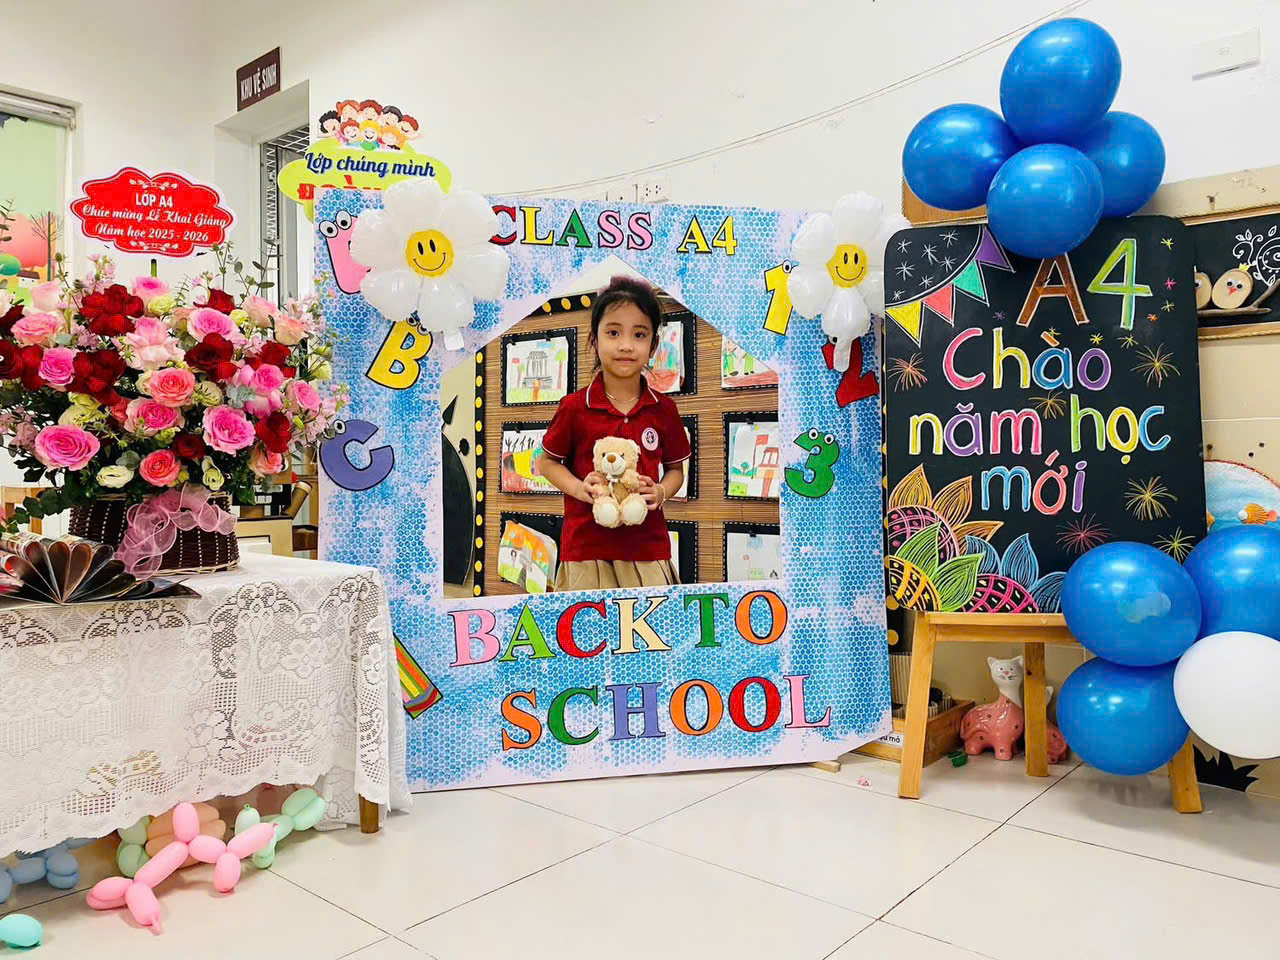 KHU VỆ SINH
Lớp chúng mình
LỚP A4
Chúc mừng Lễ Khai Giảng
Năm học 2025 - 2026
CLASS A4
B
C
1
2
3
BACK TO
SCHOOL
A4
Chào
năm học
mới